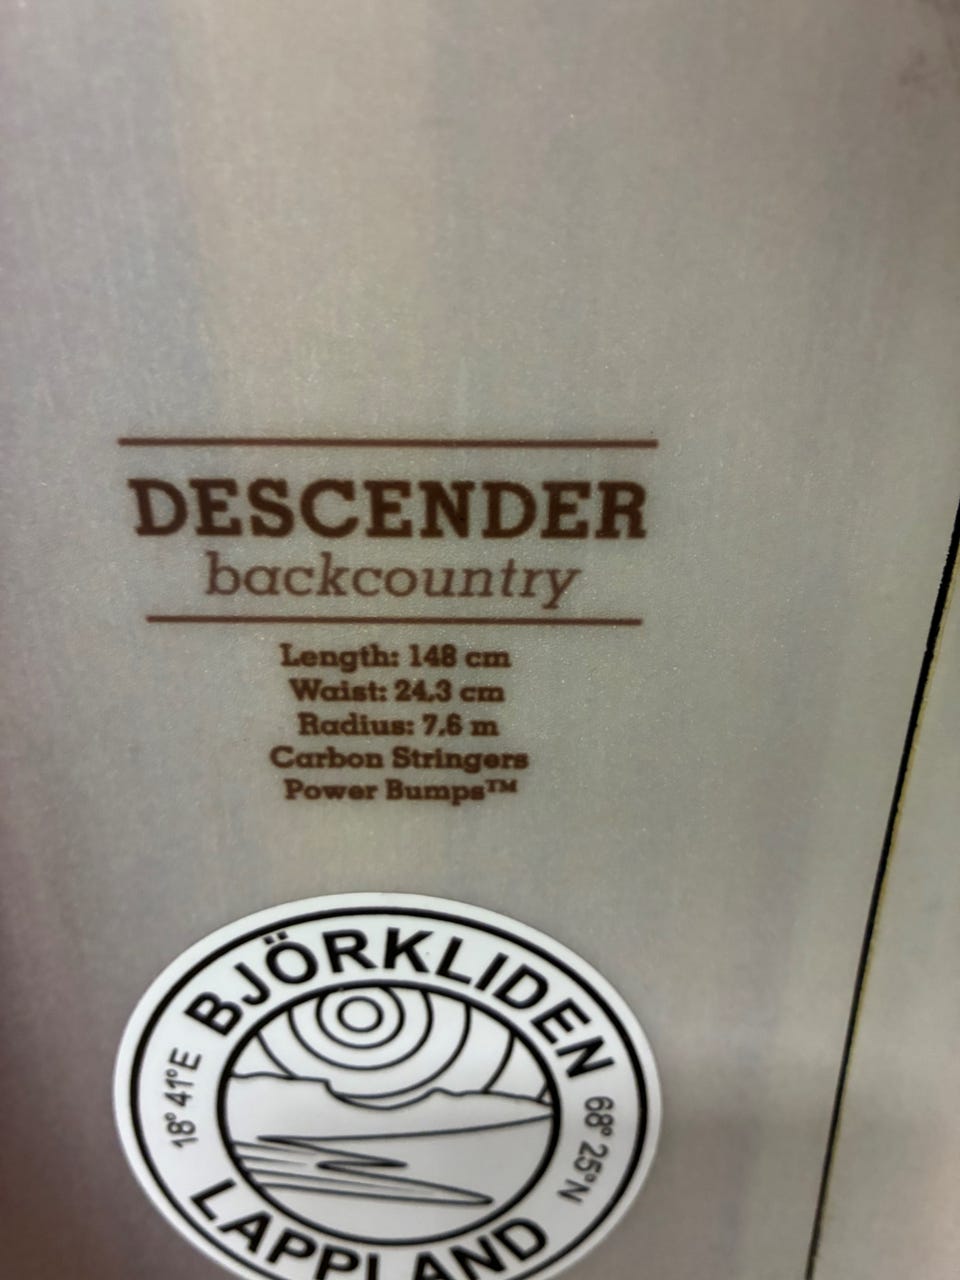 DESCENDER
backcountry
Length: 148 cm
Waist: 24,3 cm
Radius: 7,6 m
Carbon Stringers
Power Bumps™
BJÖRKLIDEN
18° 41°E
68° 25°N
LAPPLAND